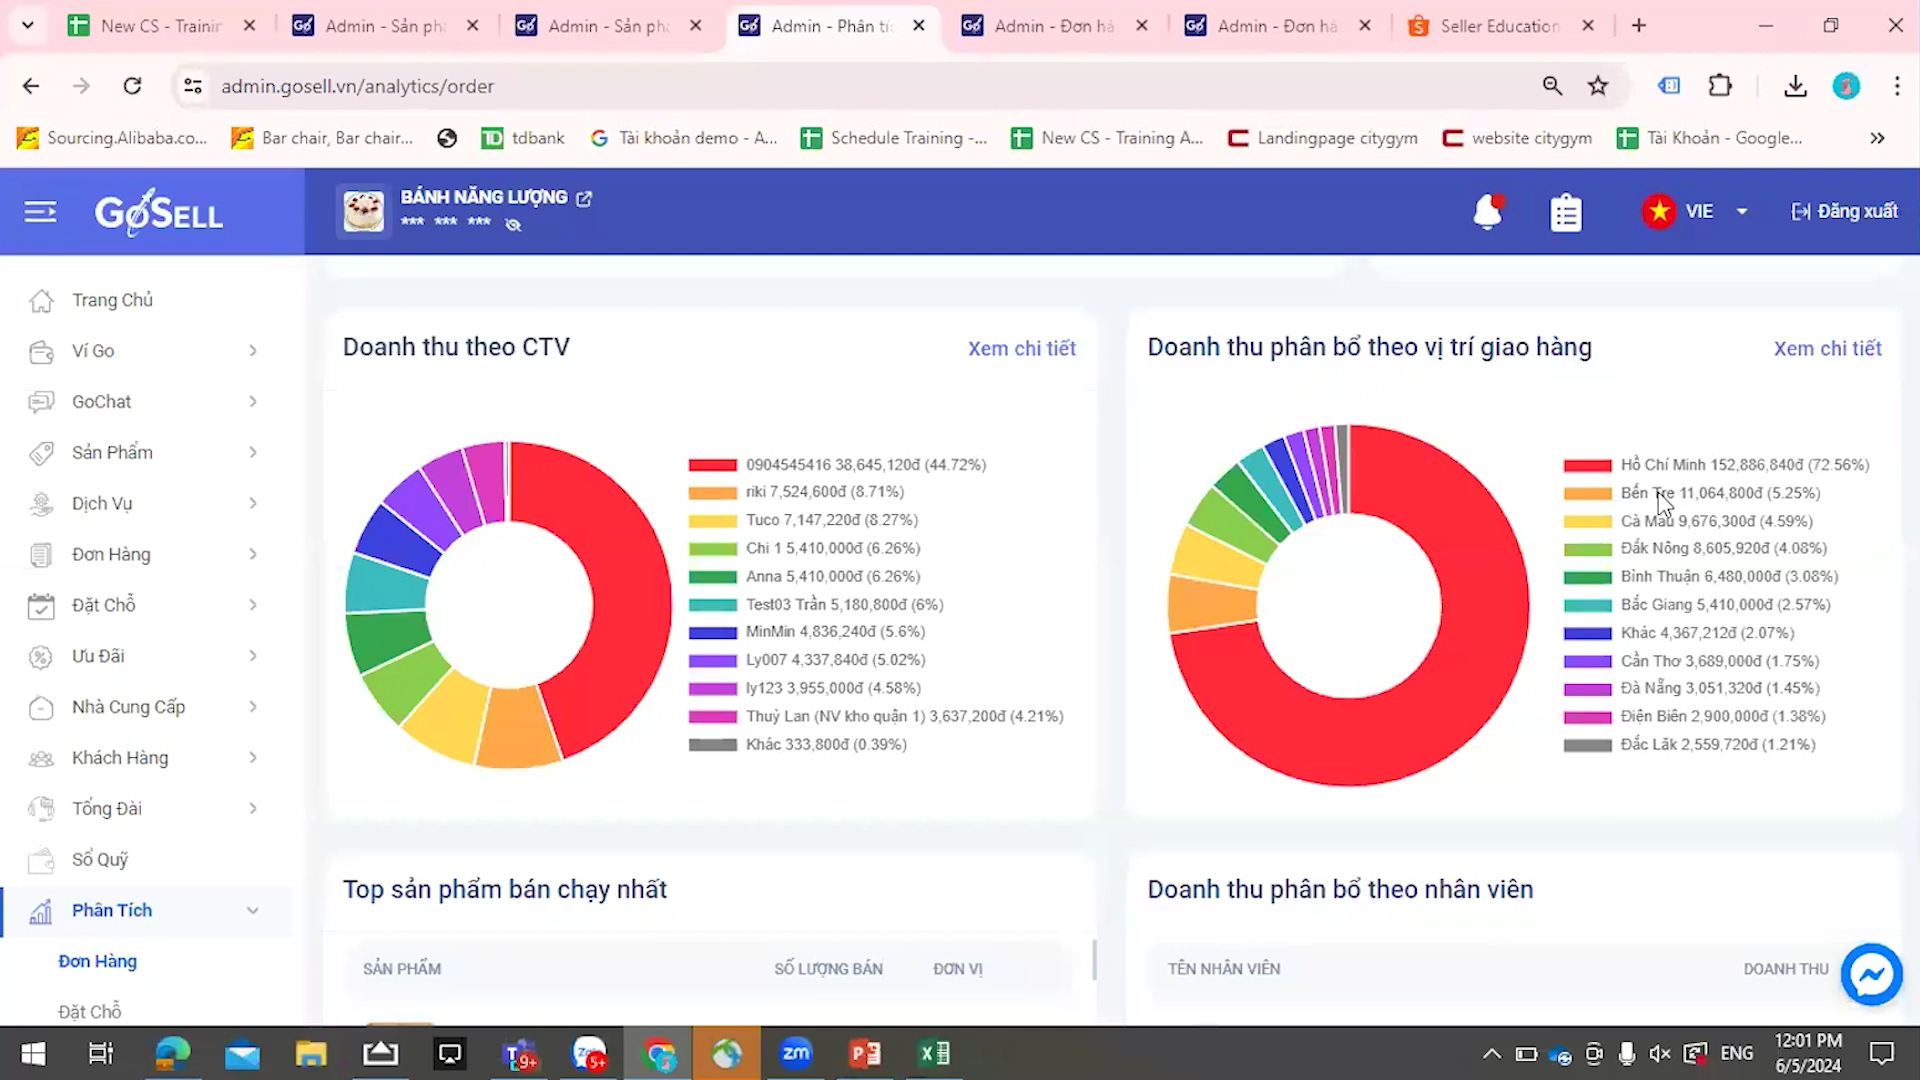 New CS - Trainin
Admin - Sản ph
Admin - Sản ph
Admin - Phân tí
Admin - Đơn hà
Admin - Đơn hà
Seller Education
admin.gosell.vn/analytics/order
Sourcing.Alibaba.co...
Bar chair, Bar chair...
tdbank
Tài khoản demo - A...
Schedule Training -...
New CS - Training A...
Landingpage citygym
website citygym
Tài Khoản - Google...
GOSELL
BÁNH NĂNG LƯỢNG
*** *** ***
VIE
Đăng xuất
Trang Chủ
Ví Go
GoChat
Sản Phẩm
Dịch Vụ
Đơn Hàng
Đặt Chỗ
Ưu Đãi
Nhà Cung Cấp
Khách Hàng
Tổng Đài
Sổ Quỹ
Phân Tích
Đơn Hàng
Đặt Chỗ
Doanh thu theo CTV
Xem chi tiết
0904545416 38,645,120đ (44.72%)
riki 7,524,600đ (8.71%)
Tuco 7,147,220đ (8.27%)
Chi 1 5,410,000đ (6.26%)
Anna 5,410,000đ (6.26%)
Test03 Trần 5,180,800đ (6%)
MinMin 4,836,240đ (5.6%)
Ly007 4,337,840đ (5.02%)
ly123 3,955,000đ (4.58%)
Thuỷ Lan (NV kho quận 1) 3,637,200đ (4.21%)
Khác 333,800đ (0.39%)
Doanh thu phân bổ theo vị trí giao hàng
Xem chi tiết
Hồ Chí Minh 152,886,840đ (72.56%)
Bến Tre 11,064,800đ (5.25%)
Cà Mau 9,676,300đ (4.59%)
Đắk Nông 8,605,920đ (4.08%)
Bình Thuận 6,480,000đ (3.08%)
Bắc Giang 5,410,000đ (2.57%)
Khác 4,367,212đ (2.07%)
Cần Thơ 3,689,000đ (1.75%)
Đà Nẵng 3,051,320đ (1.45%)
Điện Biên 2,900,000đ (1.38%)
Đắc Lăk 2,559,720đ (1.21%)
Top sản phẩm bán chạy nhất
SẢN PHẨM
SỐ LƯỢNG BÁN
ĐƠN VỊ
Doanh thu phân bổ theo nhân viên
TÊN NHÂN VIÊN
DOANH THU
9+
5+
zm
ENG
12:01 PM
6/5/2024